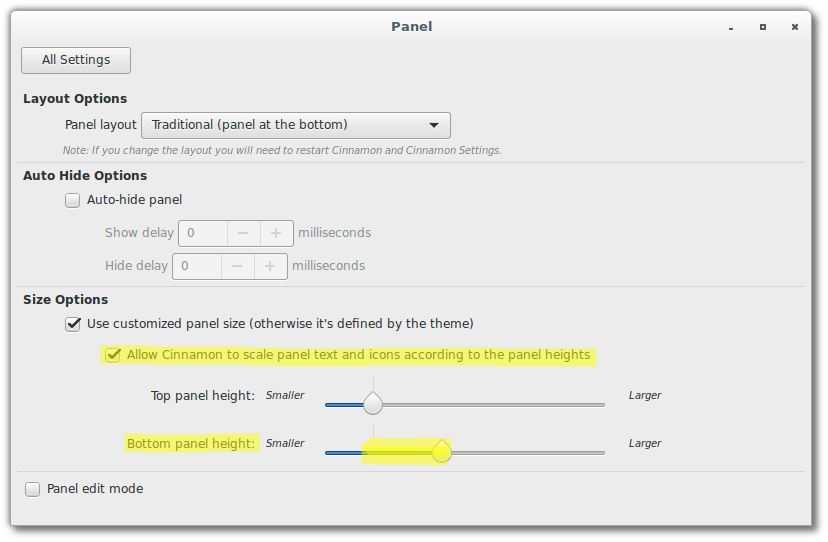 Panel
All Settings
Layout Options
Panel layout Traditional (panel at the bottom)
Note: If you change the layout you will need to restart Cinnamon and Cinnamon Settings.
Auto Hide Options
Auto-hide panel
Show delay 0 milliseconds
Hide delay 0 milliseconds
Size Options
Use customized panel size (otherwise it's defined by the theme)
Allow Cinnamon to scale panel text and icons according to the panel heights
Top panel height: Smaller Larger
Bottom panel height: Smaller Larger
Panel edit mode